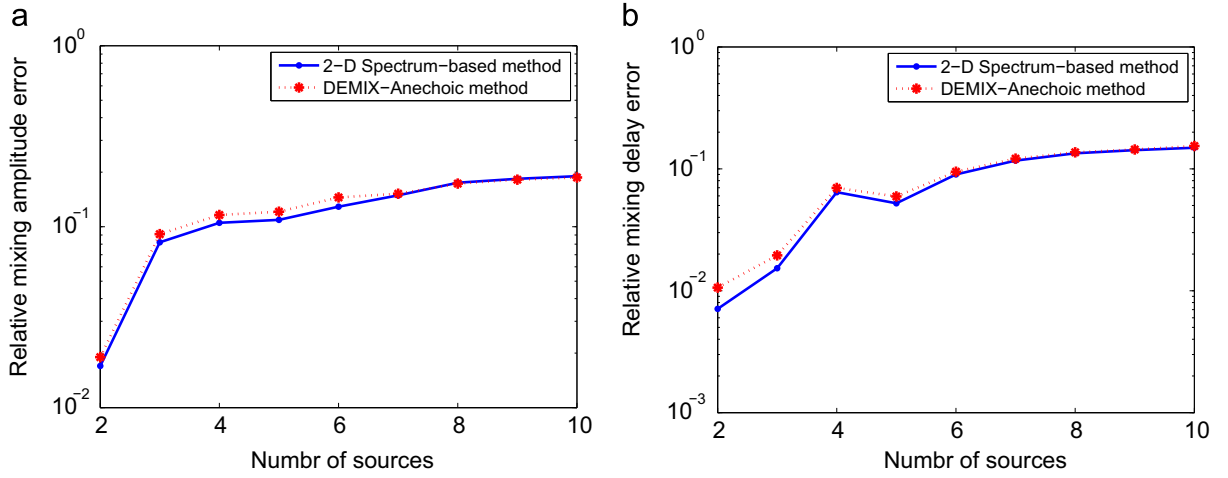 a
10^0
10^-1
10^-2
Relative mixing amplitude error
2-D Spectrum-based method
DEMIX-Anechoic method
2 4 6 8 10
Numbr of sources
b
10^0
10^-1
10^-2
10^-3
Relative mixing delay error
2-D Spectrum-based method
DEMIX-Anechoic method
2 4 6 8 10
Numbr of sources